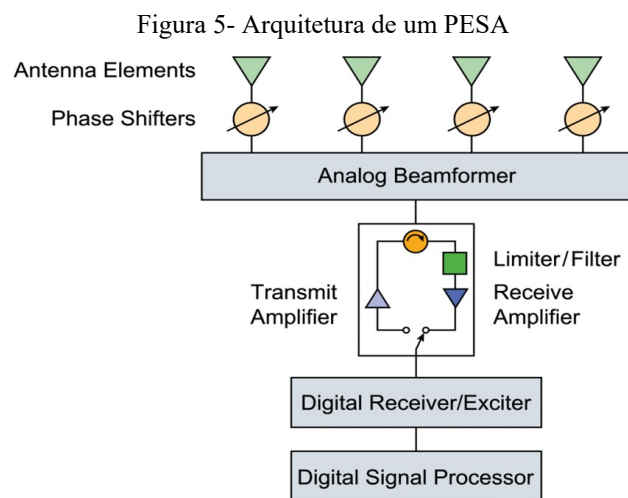 Figura 5- Arquitetura de um PESA
Antenna Elements
Phase Shifters
Analog Beamformer
Limiter/Filter
Transmit
Amplifier
Receive
Amplifier
Digital Receiver/Exciter
Digital Signal Processor